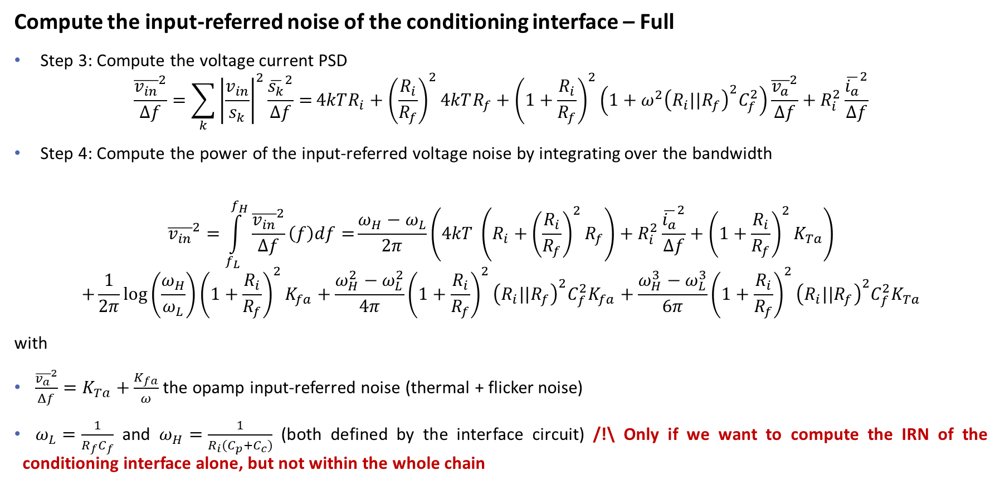 Compute the input-referred noise of the conditioning interface – Full
• Step 3: Compute the voltage current PSD
$\frac{\overline{v_{in}}^2}{\Delta f} = \sum_k \left|\frac{v_{in}}{s_k}\right|^2 \frac{\overline{s_k}^2}{\Delta f} = 4kTR_i + \left(\frac{R_i}{R_f}\right)^2 4kTR_f + \left(1 + \frac{R_i}{R_f}\right)^2 \left(1 + \omega^2 (R_i||R_f)^2 C_f^2\right) \frac{\overline{v_a}^2}{\Delta f} + R_i^2 \frac{\overline{i_a}^2}{\Delta f}$
• Step 4: Compute the power of the input-referred voltage noise by integrating over the bandwidth
$\overline{v_{in}}^2 = \int_{f_L}^{f_H} \frac{\overline{v_{in}}^2}{\Delta f}(f)df = \frac{\omega_H - \omega_L}{2\pi} \left(4kT \left(R_i + \left(\frac{R_i}{R_f}\right)^2 R_f\right) + R_i^2 \frac{\overline{i_a}^2}{\Delta f} + \left(1 + \frac{R_i}{R_f}\right)^2 K_{Ta}\right)$
$+ \frac{1}{2\pi} \log\left(\frac{\omega_H}{\omega_L}\right) \left(1 + \frac{R_i}{R_f}\right)^2 K_{fa} + \frac{\omega_H^2 - \omega_L^2}{4\pi} \left(1 + \frac{R_i}{R_f}\right)^2 (R_i||R_f)^2 C_f^2 K_{fa} + \frac{\omega_H^3 - \omega_L^3}{6\pi} \left(1 + \frac{R_i}{R_f}\right)^2 (R_i||R_f)^2 C_f^2 K_{Ta}$
with
• $\frac{\overline{v_a}^2}{\Delta f} = K_{Ta} + \frac{K_{fa}}{\omega}$ the opamp input-referred noise (thermal + flicker noise)
• $\omega_L = \frac{1}{R_f C_f}$ and $\omega_H = \frac{1}{R_i(C_p + C_c)}$ (both defined by the interface circuit) /!\ Only if we want to compute the IRN of the
conditioning interface alone, but not within the whole chain